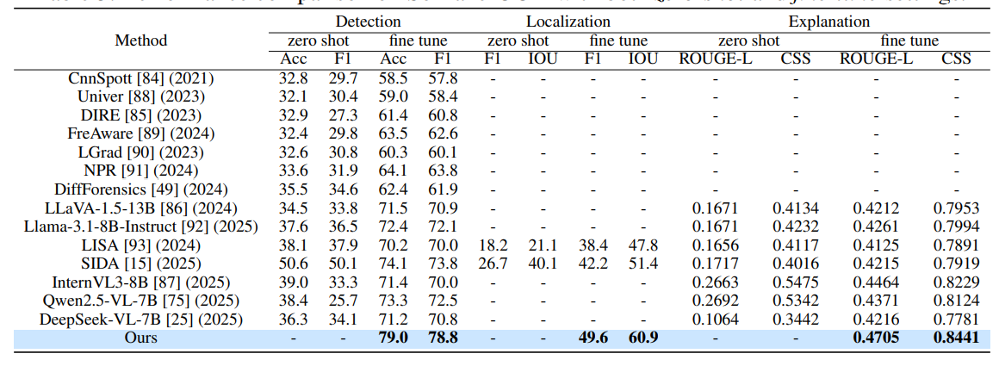 Detection Localization Explanation
Method zero shot fine tune zero shot fine tune zero shot fine tune
Acc F1 Acc F1 F1 IOU F1 IOU ROUGE-L CSS ROUGE-L CSS
CnnSpott [84] (2021) 32.8 29.7 58.5 57.8 - - - - - - - -
Univer [88] (2023) 32.1 30.4 59.0 58.4 - - - - - - - -
DIRE [85] (2023) 32.9 27.3 61.4 60.8 - - - - - - - -
FreAware [89] (2024) 32.4 29.8 63.5 62.6 - - - - - - - -
LGrad [90] (2023) 32.6 30.8 60.3 60.1 - - - - - - - -
NPR [91] (2024) 33.6 31.9 64.1 63.8 - - - - - - - -
DiffForensics [49] (2024) 35.5 34.6 62.4 61.9 - - - - - - - -
LLaVA-1.5-13B [86] (2024) 34.5 33.8 71.5 70.9 - - - - 0.1671 0.4134 0.4212 0.7953
Llama-3.1-8B-Instruct [92] (2025) 37.6 36.5 72.4 72.1 - - - - 0.1671 0.4232 0.4261 0.7994
LISA [93] (2024) 38.1 37.9 70.2 70.0 18.2 21.1 38.4 47.8 0.1656 0.4117 0.4125 0.7891
SIDA [15] (2025) 50.6 50.1 74.1 73.8 26.7 40.1 42.2 51.4 0.1717 0.4016 0.4215 0.7919
InternVL3-8B [87] (2025) 39.0 33.3 71.4 70.0 - - - - 0.2663 0.5475 0.4464 0.8229
Qwen2.5-VL-7B [75] (2025) 38.4 25.7 73.3 72.5 - - - - 0.2692 0.5342 0.4371 0.8124
DeepSeek-VL-7B [25] (2025) 36.3 34.1 71.2 70.8 - - - - 0.1064 0.3442 0.4216 0.7781
Ours - - 79.0 78.8 - - 49.6 60.9 - - 0.4705 0.8441